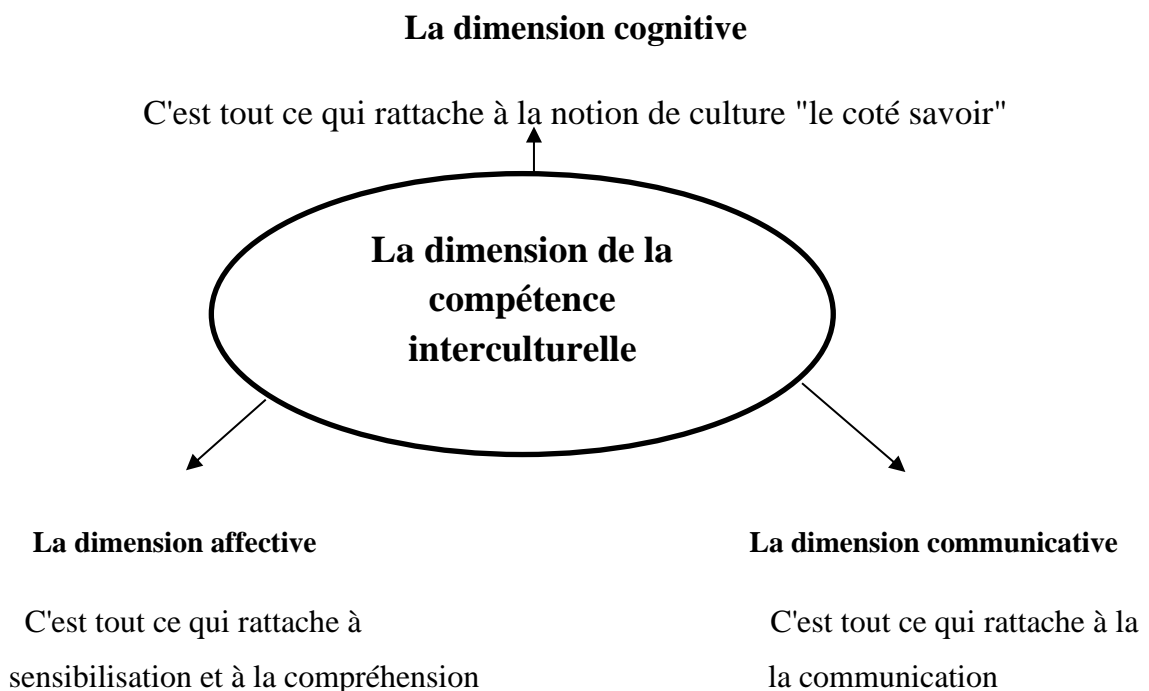 La dimension cognitive
C'est tout ce qui rattache à la notion de culture "le coté savoir"
La dimension de la
compétence
interculturelle
La dimension affective
C'est tout ce qui rattache à
sensibilisation et à la compréhension
La dimension communicative
C'est tout ce qui rattache à la
la communication